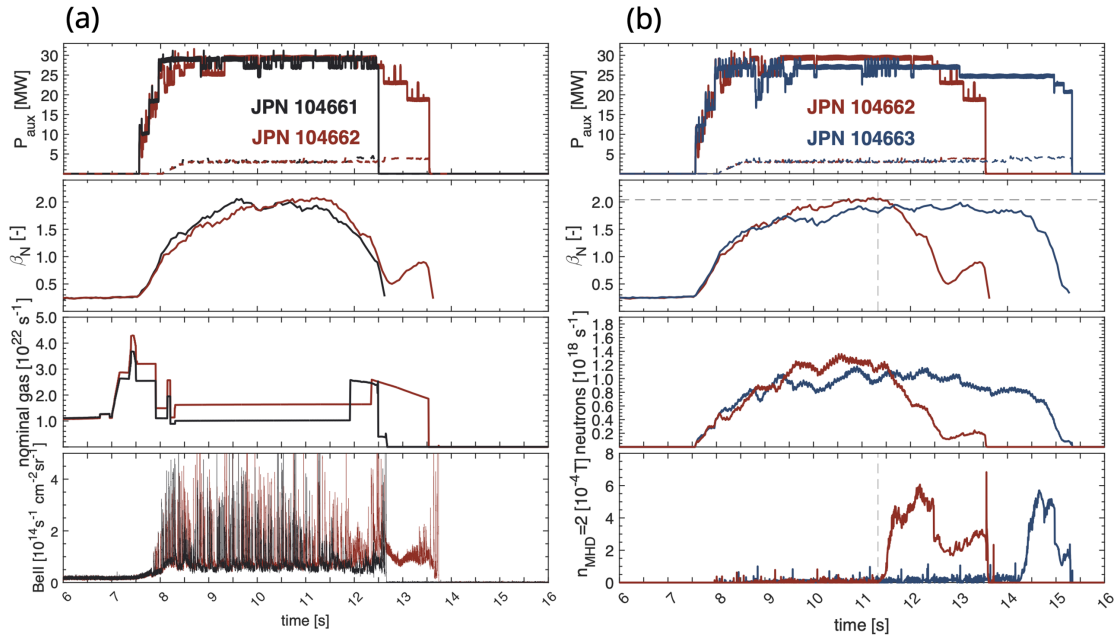 (a)
30
25
20
15
10
5
P_aux [MW]
JPN 104661
JPN 104662
2.0
1.5
1.0
0.5
β_N [-]
5.0
4.0
3.0
2.0
1.0
nominal gas [10^22 s^-1]
4
2
0
BeII [10^14 s^-1 cm^-2 sr^-1]
6 7 8 9 10 11 12 13 14 15 16
time [s]
(b)
30
25
20
15
10
5
P_aux [MW]
JPN 104662
JPN 104663
2.0
1.5
1.0
0.5
β_N [-]
1.8
1.6
1.4
1.2
1.0
0.8
0.6
0.4
0.2
neutrons [10^18 s^-1]
8
6
4
2
0
n_MHD=2 [10^-4 T]
6 7 8 9 10 11 12 13 14 15 16
time [s]